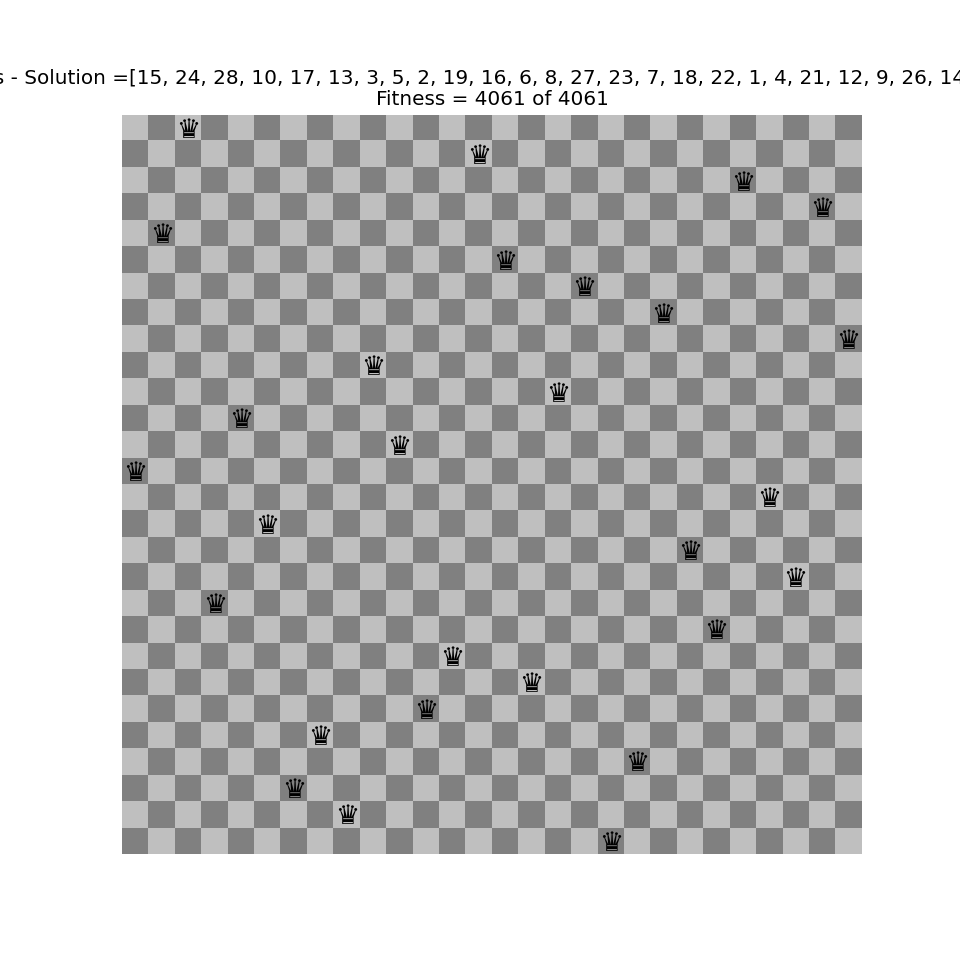 s - Solution =[15, 24, 28, 10, 17, 13, 3, 5, 2, 19, 16, 6, 8, 27, 23, 7, 18, 22, 1, 4, 21, 12, 9, 26, 14
Fitness = 4061 of 4061